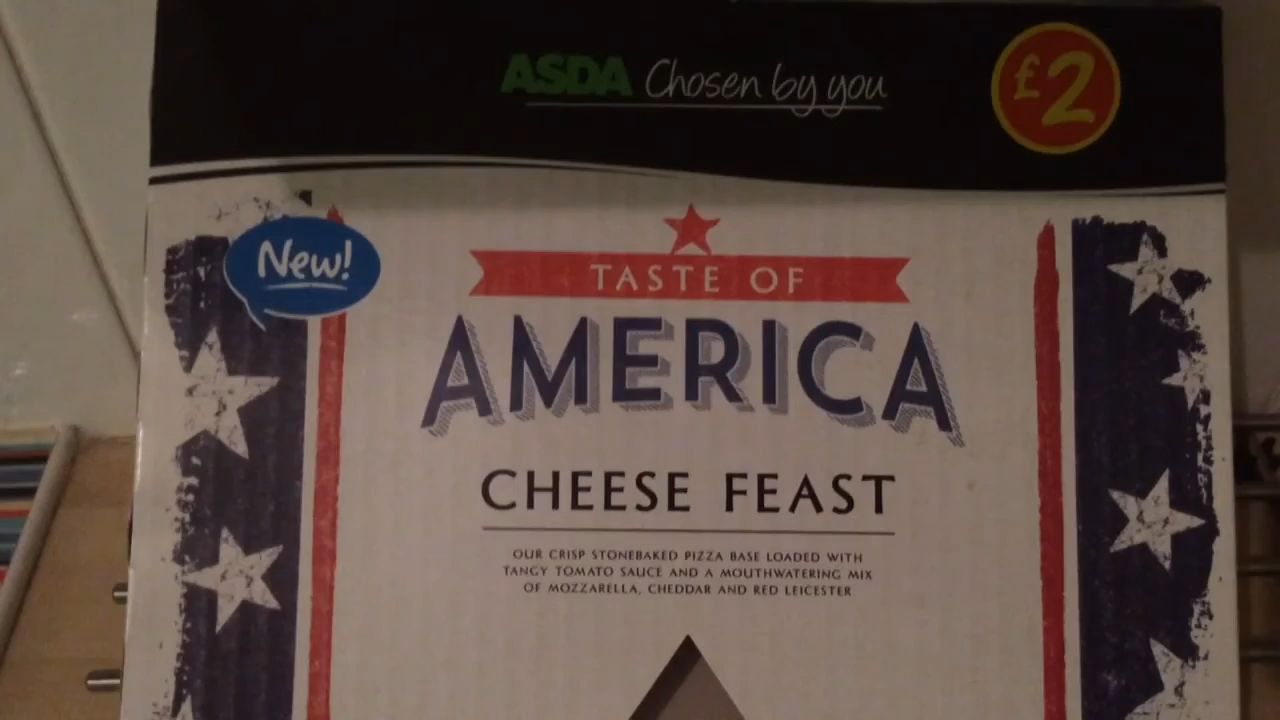 ASDA Chosen by you
£2
New!
TASTE OF
AMERICA
CHEESE FEAST
OUR CRISP STONEBAKED PIZZA BASE LOADED WITH
TANGY TOMATO SAUCE AND A MOUTHWATERING MIX
OF MOZZARELLA, CHEDDAR AND RED LEICESTER